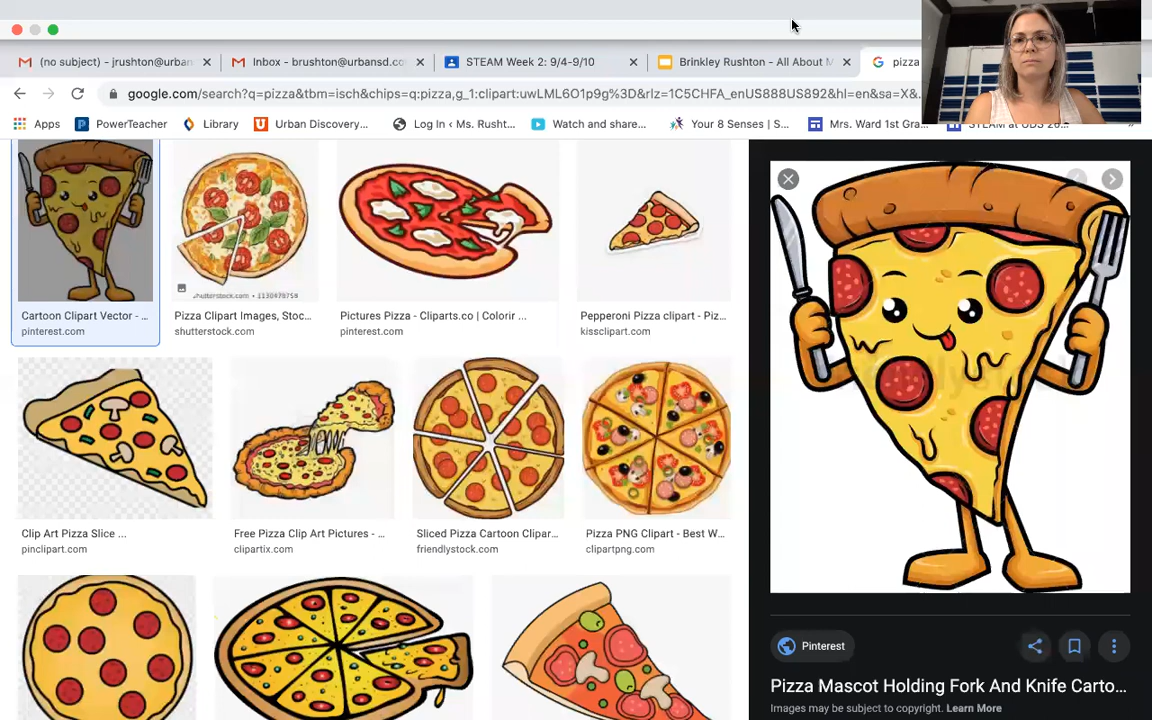 (no subject) - jrushton@urban
Inbox - brushton@urbansd.co
STEAM Week 2: 9/4-9/10
Brinkley Rushton - All About M
pizza
google.com/search?q=pizza&tbm=isch&chips=q:pizza,g_1:clipart:uwLML6O1p9g%3D&rlz=1C5CHFA_enUS888US892&hl=en&sa=X&...
Apps
PowerTeacher
Library
Urban Discovery...
Log In ‹ Ms. Rusht...
Watch and share...
Your 8 Senses | S...
Mrs. Ward 1st Gra...
STEAM at UDS 20...
»
shutterstock.com • 1130478758
Cartoon Clipart Vector - ...
pinterest.com
Pizza Clipart Images, Stoc...
shutterstock.com
Pictures Pizza - Cliparts.co | Colorir ...
pinterest.com
Pepperoni Pizza clipart - Piz...
kissclipart.com
Clip Art Pizza Slice ...
pinclipart.com
Free Pizza Clip Art Pictures - ...
clipartix.com
Sliced Pizza Cartoon Clipar...
friendlystock.com
Pizza PNG Clipart - Best W...
clipartpng.com
Pinterest
Pizza Mascot Holding Fork And Knife Carto...
Images may be subject to copyright. Learn More